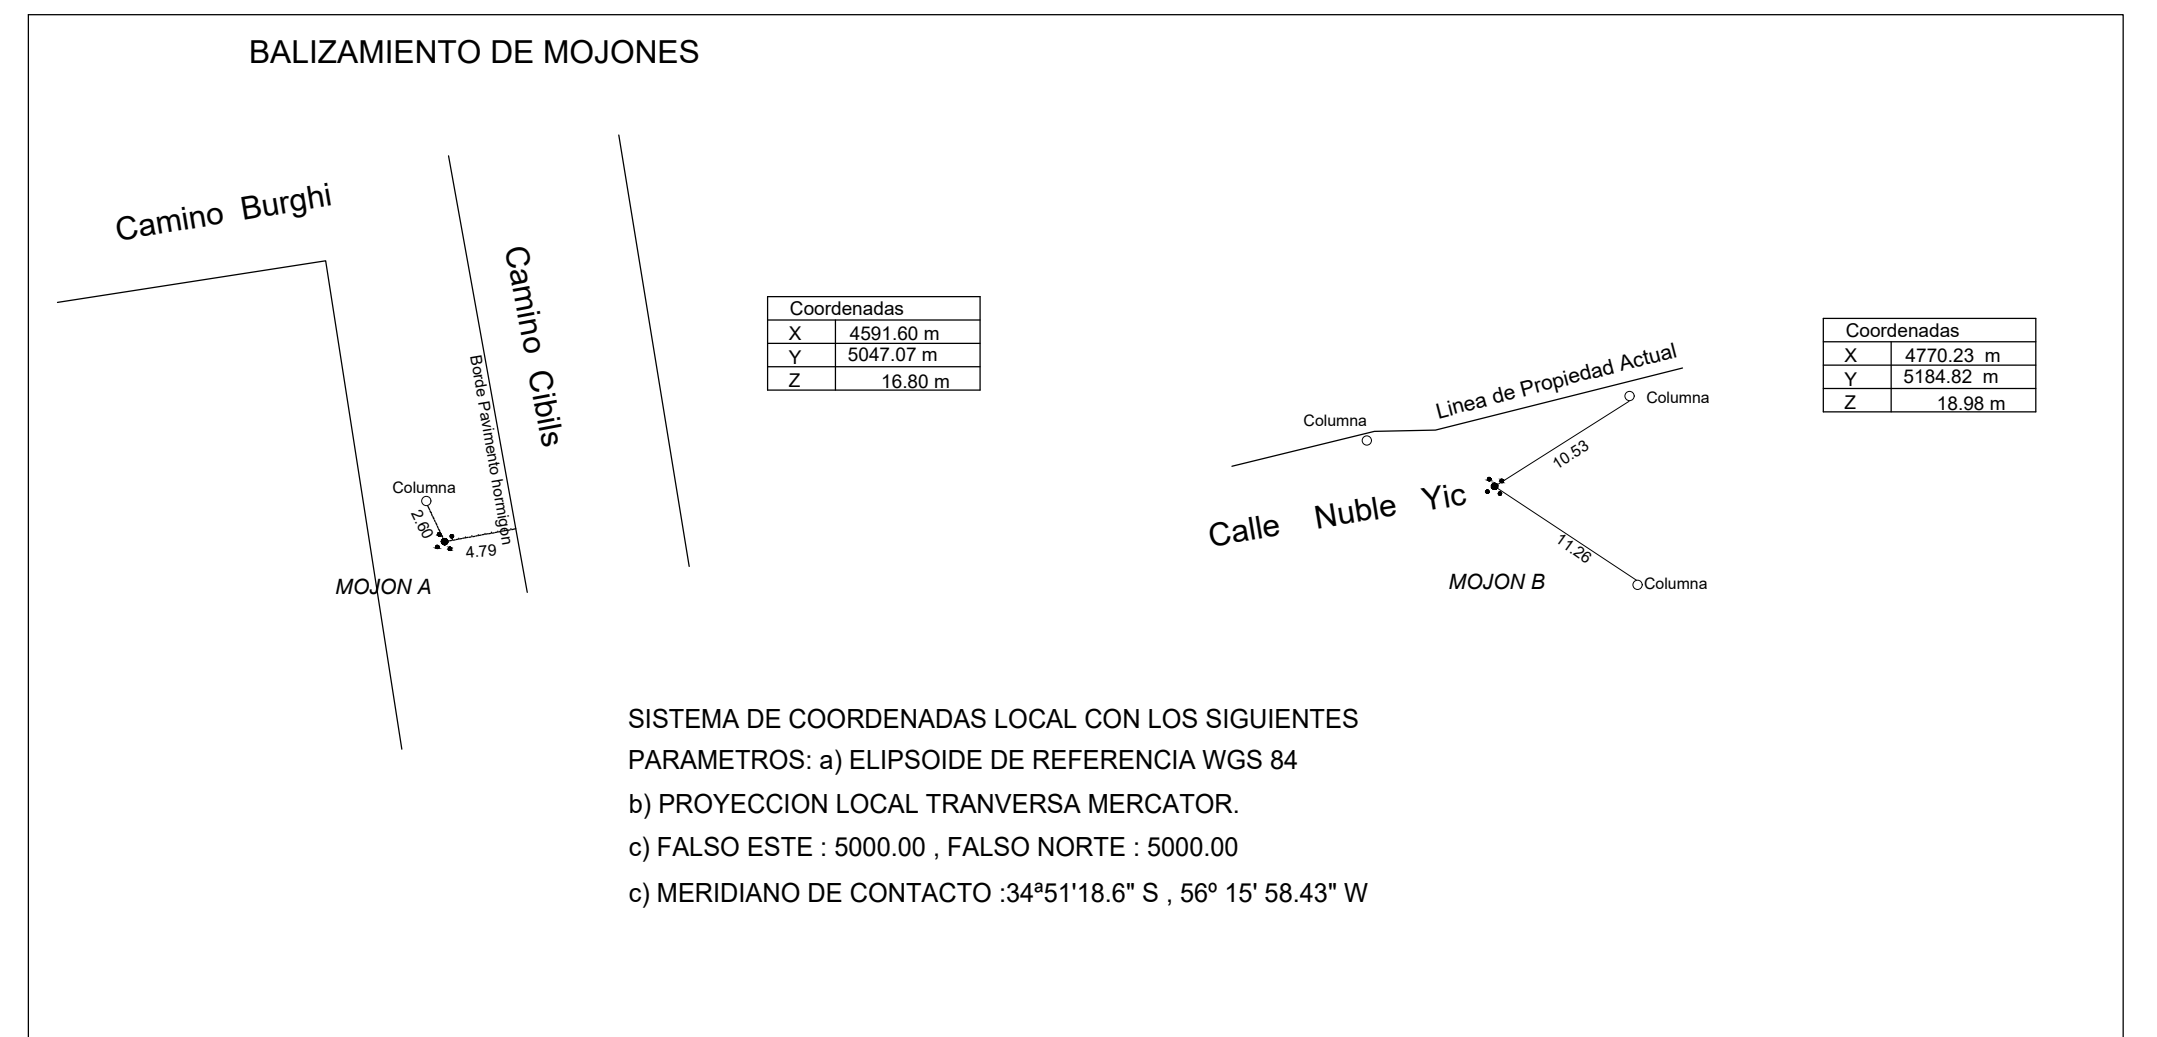 BALIZAMIENTO DE MOJONES
Camino Burghi
Camino Cibils
Borde Pavimento hormigon
Columna
2.60
4.79
MOJON A
Coordenadas
X 4591.60 m
Y 5047.07 m
Z 16.80 m
Linea de Propiedad Actual
Columna
Columna
10.53
Calle Nuble Yic
11.26
MOJON B
Columna
Coordenadas
X 4770.23 m
Y 5184.82 m
Z 18.98 m
SISTEMA DE COORDENADAS LOCAL CON LOS SIGUIENTES
PARAMETROS: a) ELIPSOIDE DE REFERENCIA WGS 84
b) PROYECCION LOCAL TRANVERSA MERCATOR.
c) FALSO ESTE : 5000.00 , FALSO NORTE : 5000.00
c) MERIDIANO DE CONTACTO :34ª51'18.6" S , 56º 15' 58.43" W